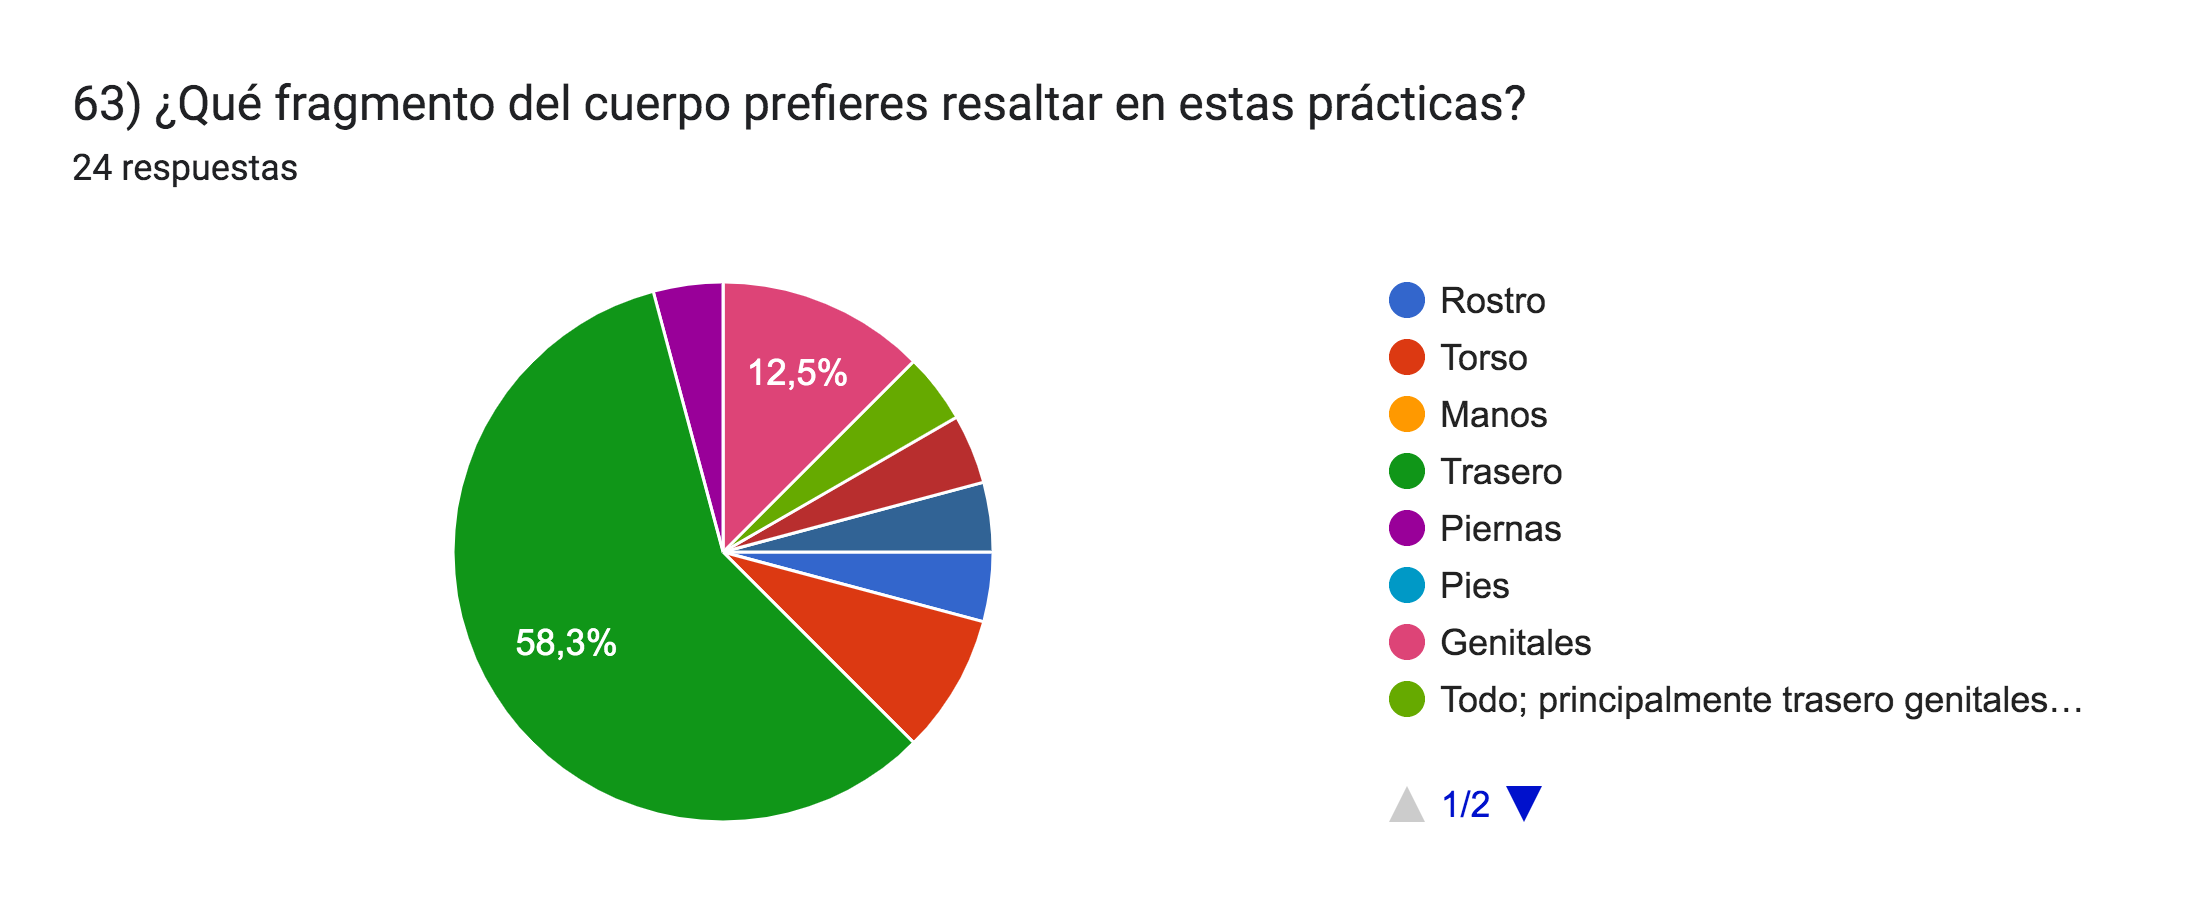 63) ¿Qué fragmento del cuerpo prefieres resaltar en estas prácticas?
24 respuestas
12,5%
58,3%
Rostro
Torso
Manos
Trasero
Piernas
Pies
Genitales
Todo; principalmente trasero genitales…
1/2